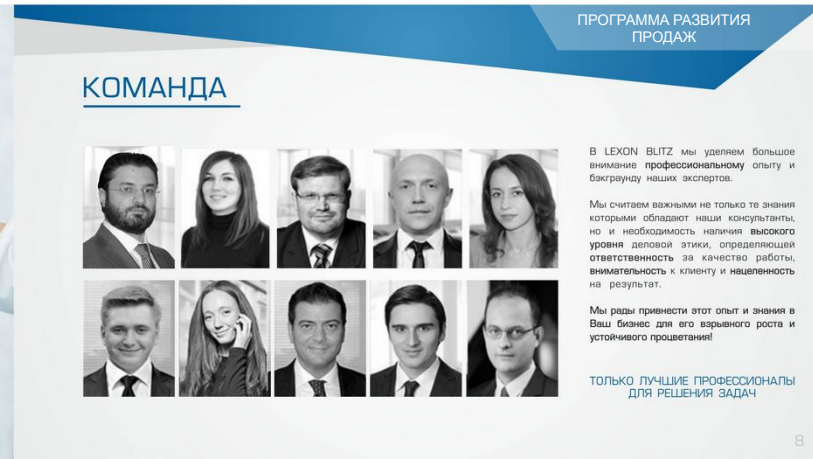 ПРОГРАММА РАЗВИТИЯ
ПРОДАЖ
КОМАНДА
В LEXON BLITZ мы уделяем большое
внимание профессиональному опыту и
бэкграунду наших экспертов.
Мы считаем важными не только те знания
которыми обладают наши консультанты,
но и необходимость наличия высокого
уровня деловой этики, определяющей
ответственность за качество работы,
внимательность к клиенту и нацеленность
на результат.
Мы рады привнести этот опыт и знания в
Ваш бизнес для его взрывного роста и
устойчивого процветания!
ТОЛЬКО ЛУЧШИЕ ПРОФЕССИОНАЛЫ
ДЛЯ РЕШЕНИЯ ЗАДАЧ
8